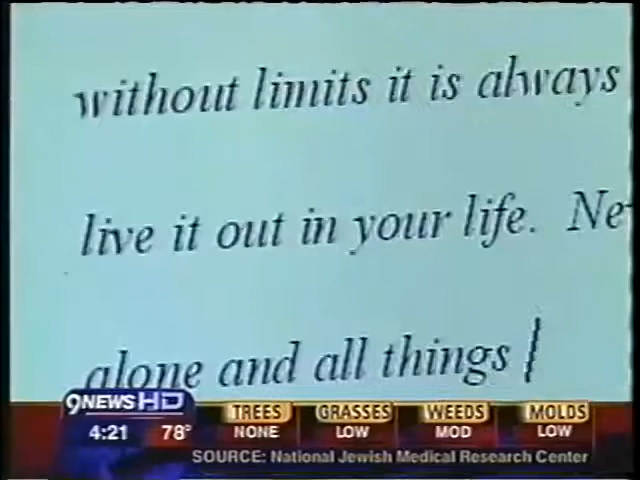 without limits it is always
live it out in your life. Ne
alone and all things
9NEWS HD
4:21 78°
TREES GRASSES WEEDS MOLDS
NONE LOW MOD LOW
SOURCE: National Jewish Medical Research Center